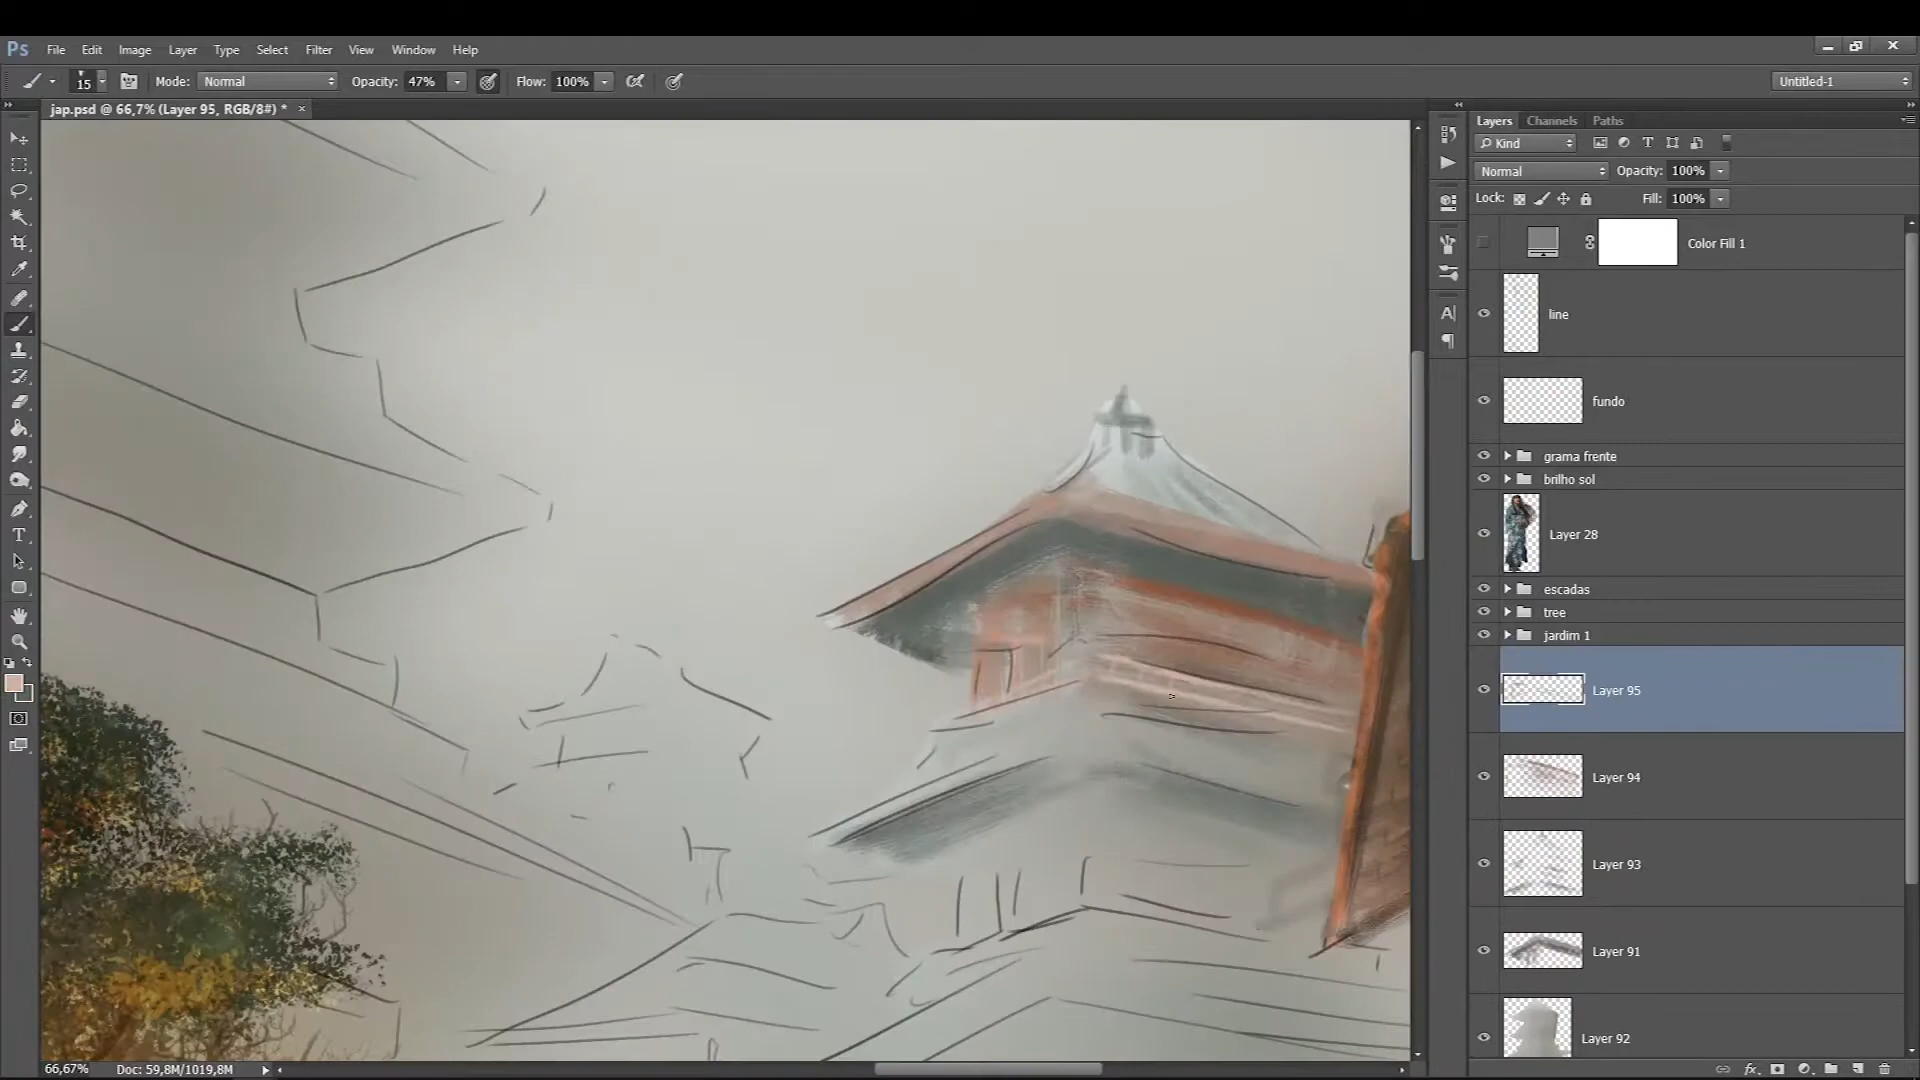 Ps File Edit Image Layer Type Select Filter View Window Help
15 Mode: Normal Opacity: 47% Flow: 100% Untitled-1
jap.psd @ 66,7% (Layer 95, RGB/8#) * ×
Layers Channels Paths
Kind
Normal Opacity: 100%
Lock: Fill: 100%
Color Fill 1
line
fundo
grama frente
brilho sol
Layer 28
escadas
tree
jardim 1
Layer 95
Layer 94
Layer 93
Layer 91
Layer 92
66,67% Doc: 59,8M/1019,8M